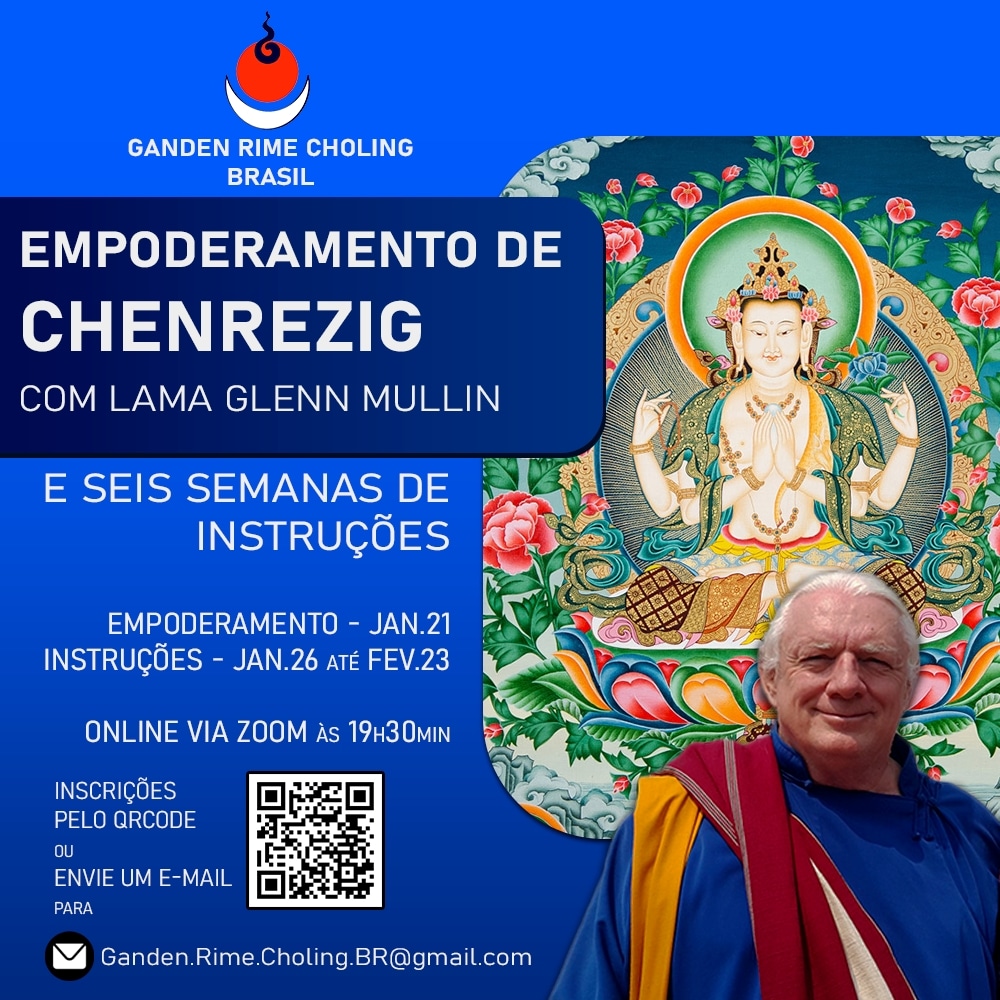 GANDEN RIME CHOLING
BRASIL
EMPODERAMENTO DE
CHENREZIG
COM LAMA GLENN MULLIN
E SEIS SEMANAS DE
INSTRUÇÕES
EMPODERAMENTO - JAN.21
INSTRUÇÕES - JAN.26 ATÉ FEV.23
ONLINE VIA ZOOM ÀS 19H30MIN
INSCRIÇÕES
PELO QRCODE
OU
ENVIE UM E-MAIL
PARA
Ganden.Rime.Choling.BR@gmail.com